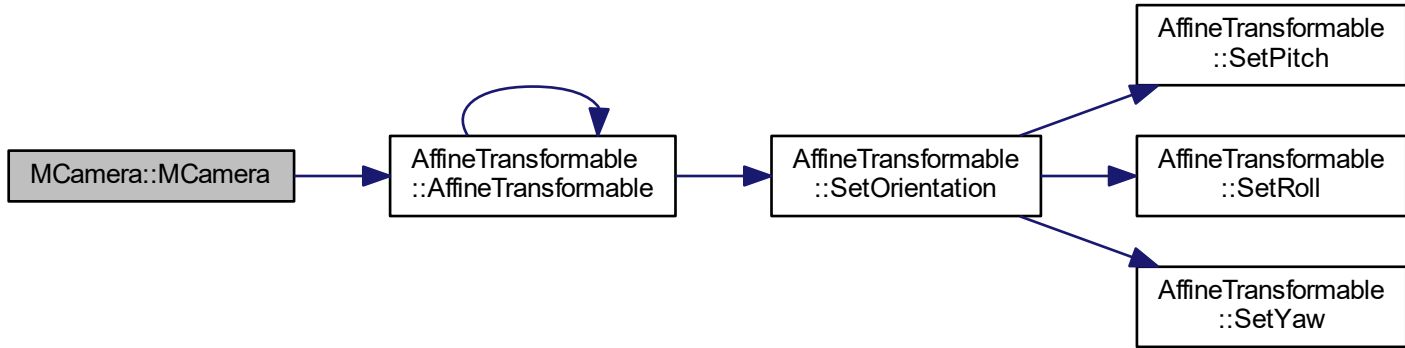 MCamera::MCamera
AffineTransformable
::AffineTransformable
AffineTransformable
::SetOrientation
AffineTransformable
::SetPitch
AffineTransformable
::SetRoll
AffineTransformable
::SetYaw